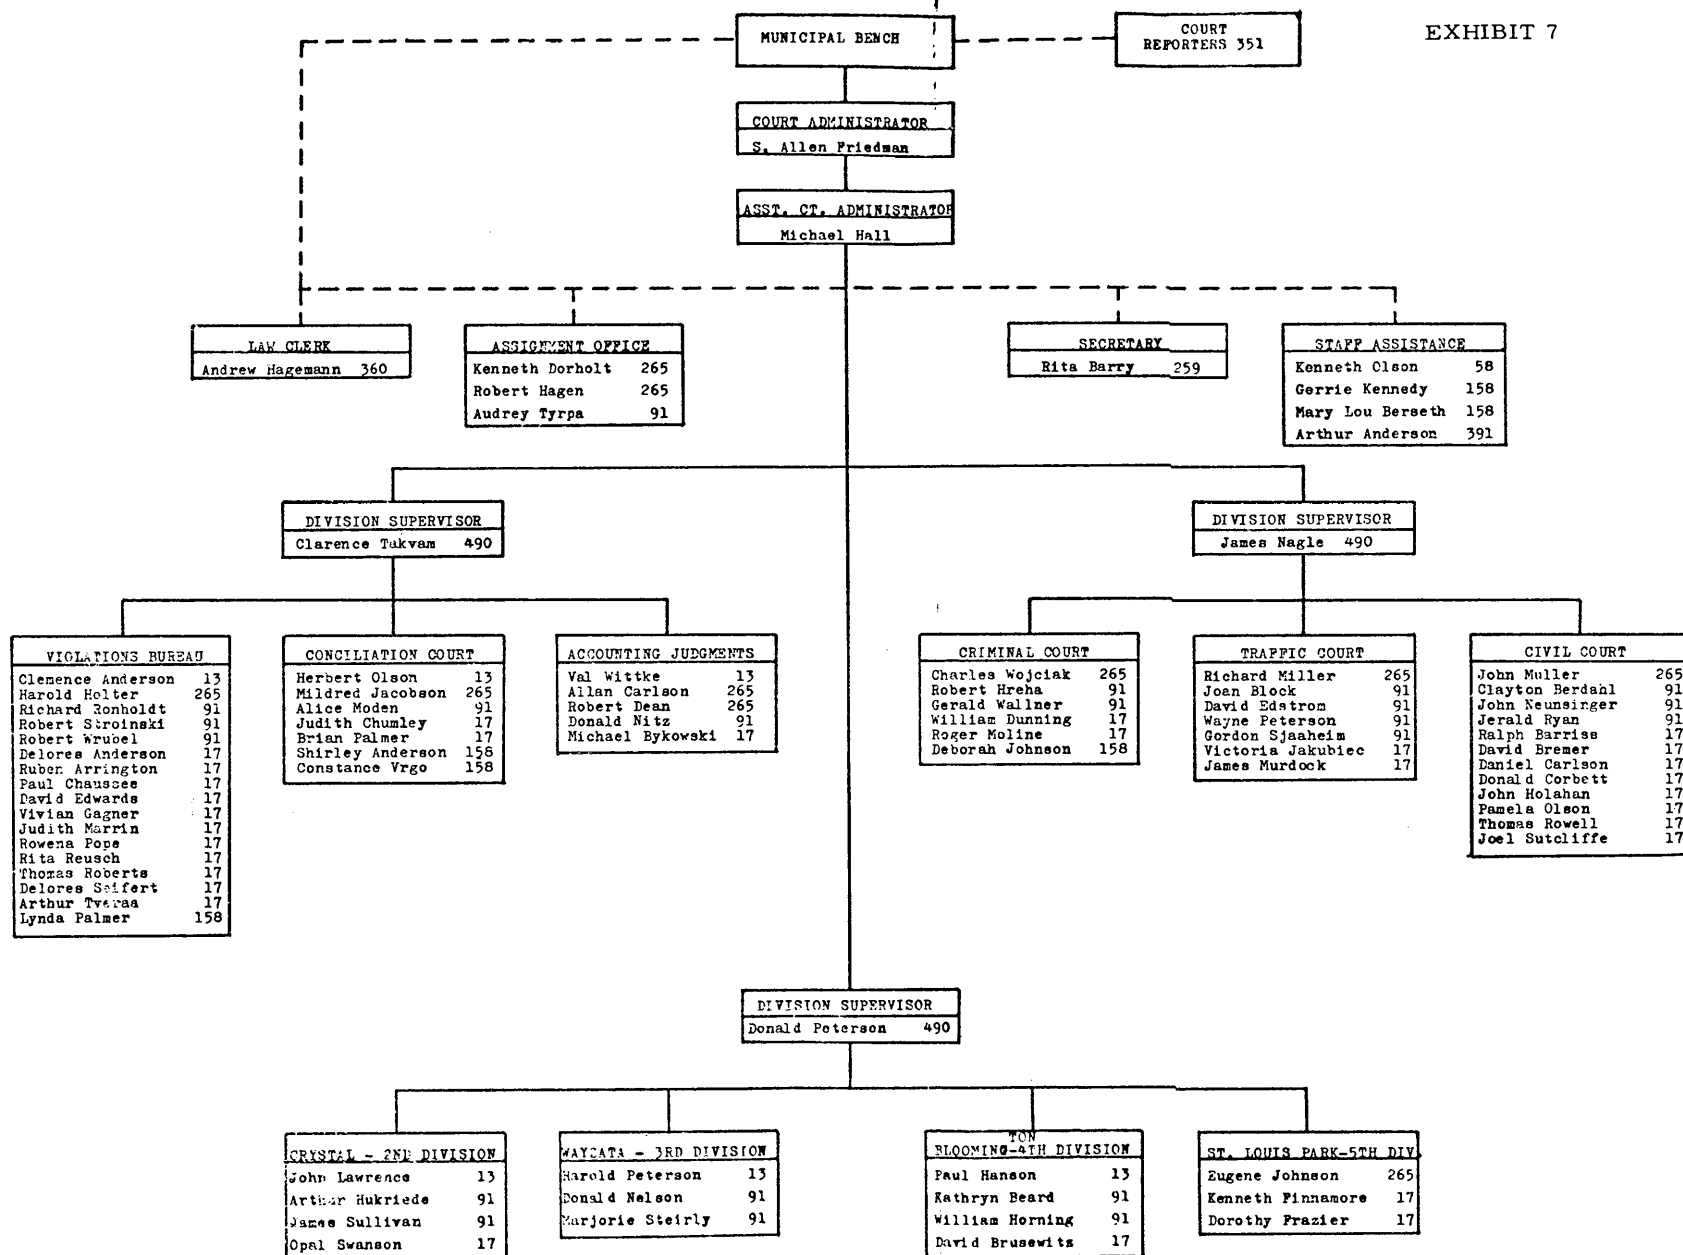 EXHIBIT 7
MUNICIPAL BENCH
COURT
REPORTERS 351
COURT ADMINISTRATOR
S. Allen Friedman
ASST. CT. ADMINISTRATOR
Michael Hall
LAW CLERK
Andrew Hagemann 360
ASSIGNMENT OFFICE
Kenneth Dorholt 265
Robert Hagen 265
Audrey Tyrpa 91
SECRETARY
Rita Barry 259
STAFF ASSISTANCE
Kenneth Olson 58
Gerrie Kennedy 158
Mary Lou Berseth 158
Arthur Anderson 391
DIVISION SUPERVISOR
Clarence Takvam 490
DIVISION SUPERVISOR
James Nagle 490
VIOLATIONS BUREAU
Clemence Anderson 13
Harold Holter 265
Richard Ronholdt 91
Robert Stroinski 91
Robert Wrubel 91
Delores Anderson 17
Ruben Arrington 17
Paul Chaussee 17
David Edwards 17
Vivian Gagner 17
Judith Marrin 17
Rowena Pope 17
Rita Reusch 17
Thomas Roberts 17
Delores Seifert 17
Arthur Tveraa 17
Lynda Palmer 158
CONCILIATION COURT
Herbert Olson 13
Mildred Jacobson 265
Alice Moden 91
Judith Chumley 17
Brian Palmer 17
Shirley Anderson 158
Constance Vrgo 158
ACCOUNTING JUDGMENTS
Val Wittke 13
Allan Carlson 265
Robert Dean 265
Donald Nitz 91
Michael Bykowski 17
CRIMINAL COURT
Charles Wojciak 265
Robert Hreha 91
Gerald Wallner 91
William Dunning 17
Roger Moline 17
Deborah Johnson 158
TRAFFIC COURT
Richard Miller 265
Joan Block 91
David Edstrom 91
Wayne Peterson 91
Gordon Sjaaheim 91
Victoria Jakubiec 17
James Murdock 17
CIVIL COURT
John Muller 265
Clayton Berdahl 91
John Neunsinger 91
Jerald Ryan 91
Ralph Barriss 17
David Bremer 17
Daniel Carlson 17
Donald Corbett 17
John Holahan 17
Pamela Olson 17
Thomas Rowell 17
Joel Sutcliffe 17
DIVISION SUPERVISOR
Donald Peterson 490
CRYSTAL - 2ND DIVISION
John Lawrence 13
Arthur Hukriede 91
James Sullivan 91
Opal Swanson 17
WAYZATA - 3RD DIVISION
Harold Peterson 13
Donald Nelson 91
Marjorie Steirly 91
TON
BLOOMING-4TH DIVISION
Paul Hanson 13
Kathryn Beard 91
William Horning 91
David Brusewitz 17
ST. LOUIS PARK-5TH DIV
Eugene Johnson 265
Kenneth Finnamore 17
Dorothy Frazier 17